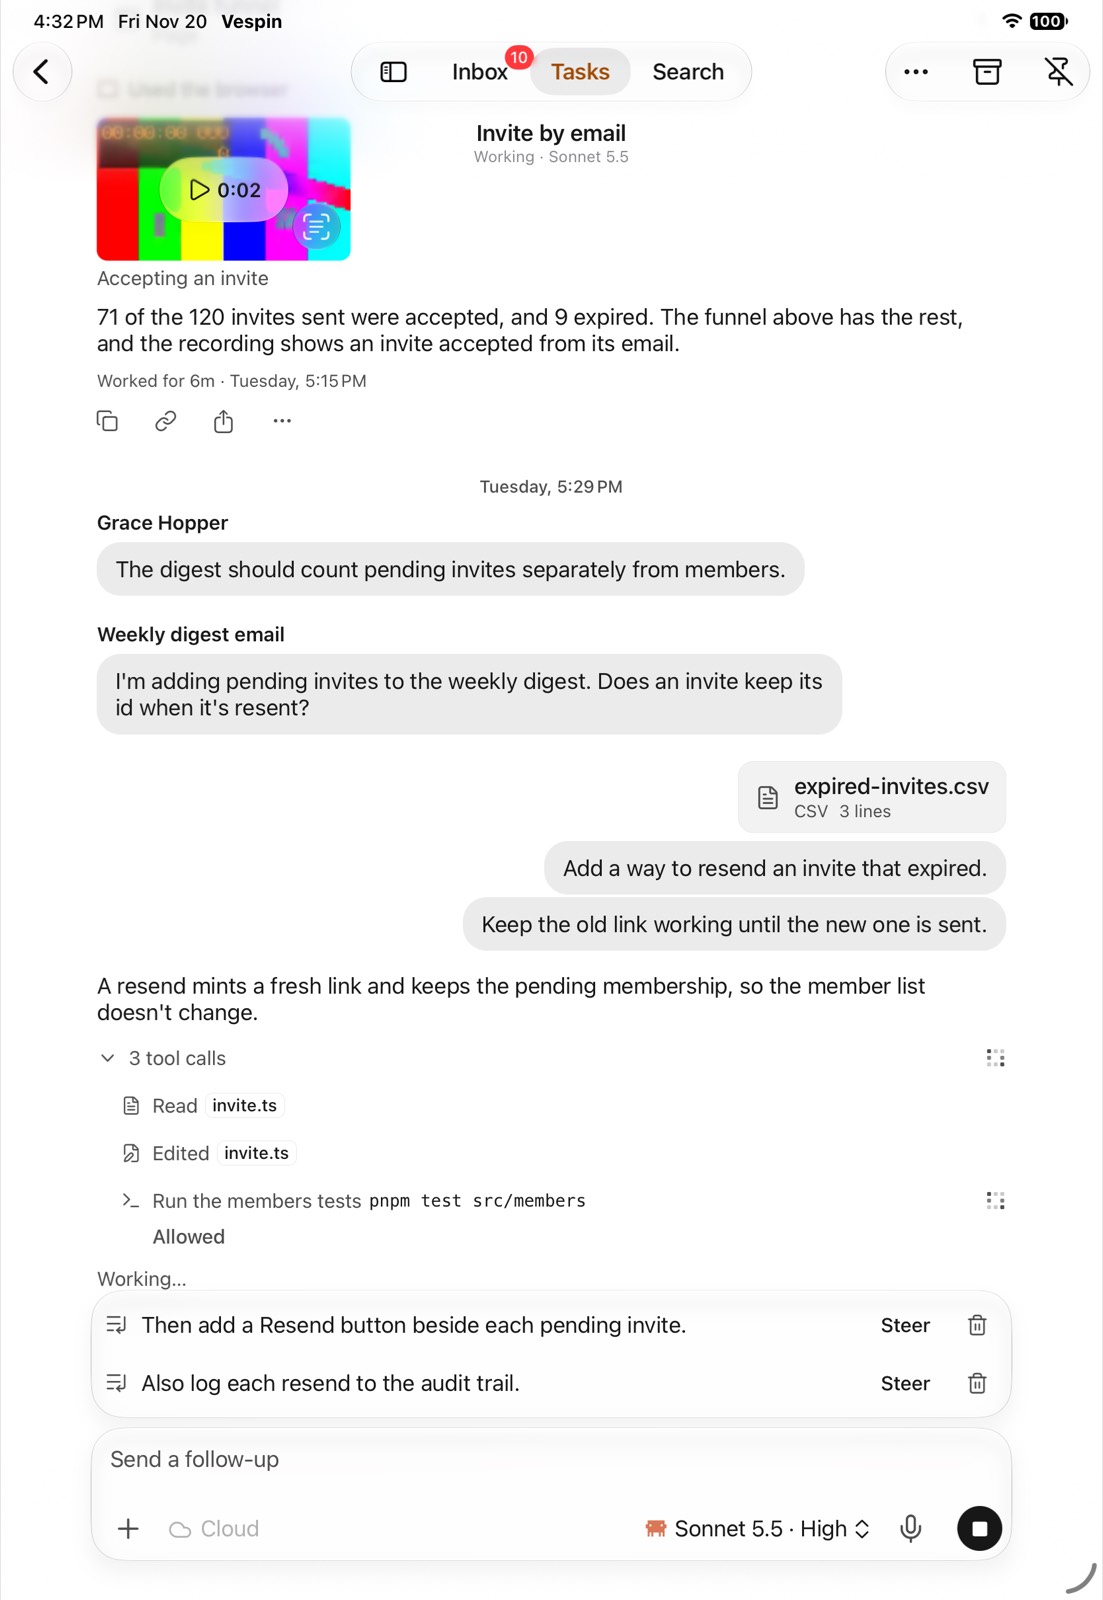 4:32 PM Fri Nov 20 Vespin
100
Inbox 10 Tasks Search
Used the browser
Invite by email
Working · Sonnet 5.5
00:00:00 000
0:02
Accepting an invite
71 of the 120 invites sent were accepted, and 9 expired. The funnel above has the rest,
and the recording shows an invite accepted from its email.
Worked for 6m · Tuesday, 5:15 PM
Tuesday, 5:29 PM
Grace Hopper
The digest should count pending invites separately from members.
Weekly digest email
I'm adding pending invites to the weekly digest. Does an invite keep its
id when it's resent?
expired-invites.csv
CSV 3 lines
Add a way to resend an invite that expired.
Keep the old link working until the new one is sent.
A resend mints a fresh link and keeps the pending membership, so the member list
doesn't change.
3 tool calls
Read invite.ts
Edited invite.ts
Run the members tests pnpm test src/members
Allowed
Working...
Then add a Resend button beside each pending invite. Steer
Also log each resend to the audit trail. Steer
Send a follow-up
Cloud
Sonnet 5.5 · High